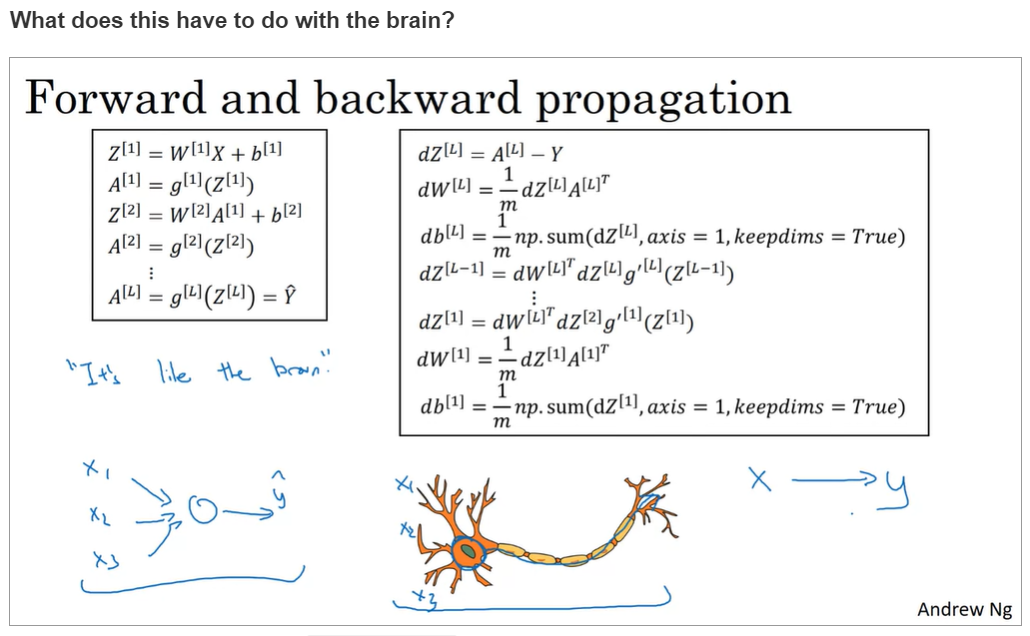 What does this have to do with the brain?
Forward and backward propagation
Z[1] = W[1]X + b[1]
A[1] = g[1](Z[1])
Z[2] = W[2]A[1] + b[2]
A[2] = g[2](Z[2])
⋮
A[L] = g[L](Z[L]) = Ŷ
dZ[L] = A[L] − Y
dW[L] = 1/m dZ[L]A[L]ᵀ
db[L] = 1/m np.sum(dZ[L], axis = 1, keepdims = True)
dZ[L−1] = dW[L]ᵀdZ[L]g′[L](Z[L−1])
⋮
dZ[1] = dW[L]ᵀdZ[2]g′[1](Z[1])
dW[1] = 1/m dZ[1]A[1]ᵀ
db[1] = 1/m np.sum(dZ[1], axis = 1, keepdims = True)
"It's like the brain."
x1
x2
x3
ŷ
x1
x2
x3
x → y
Andrew Ng